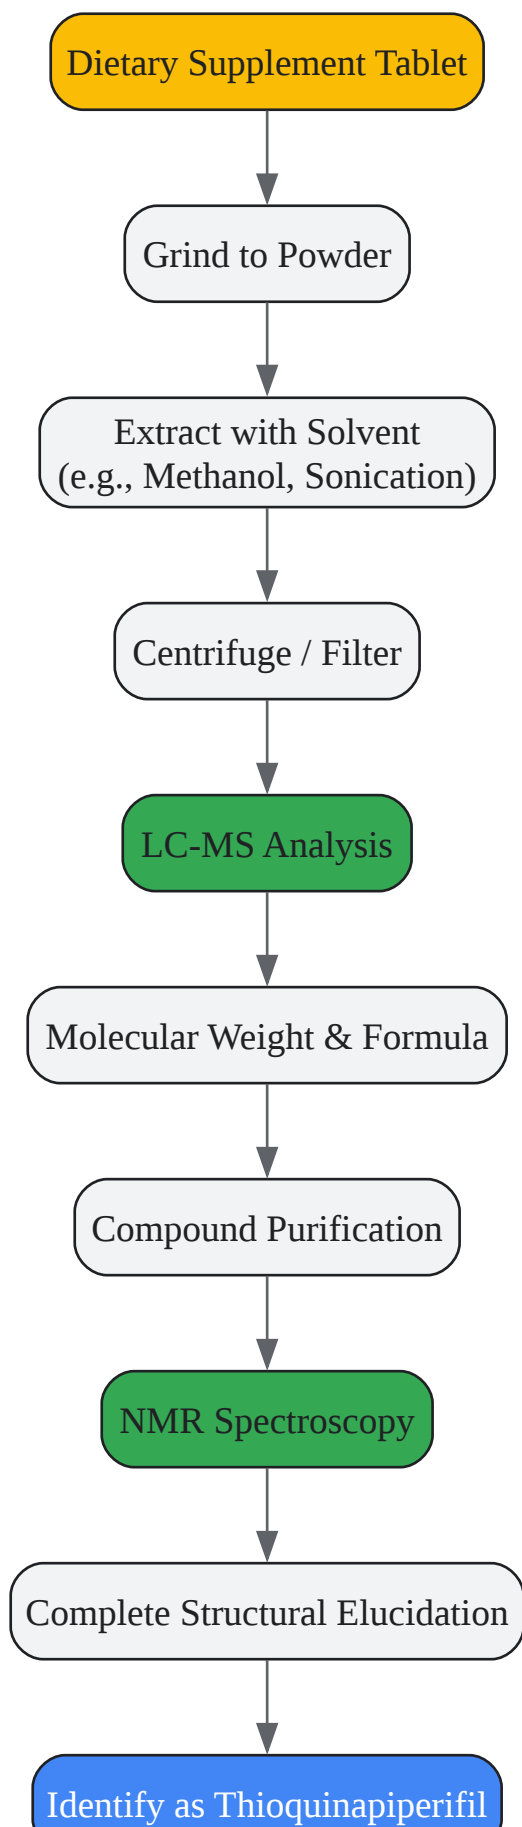 Dietary Supplement Tablet
Grind to Powder
Extract with Solvent
(e.g., Methanol, Sonication)
Centrifuge / Filter
LC-MS Analysis
Molecular Weight & Formula
Compound Purification
NMR Spectroscopy
Complete Structural Elucidation
Identify as Thioquinapiperifil